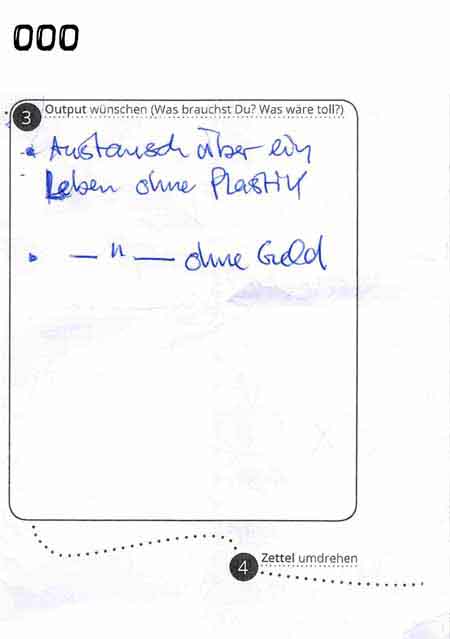 000
3 Output wünschen (Was brauchst Du? Was wäre toll?)
• Austausch über ein
Leben ohne Plastik
• — " — ohne Geld
4 Zettel umdrehen